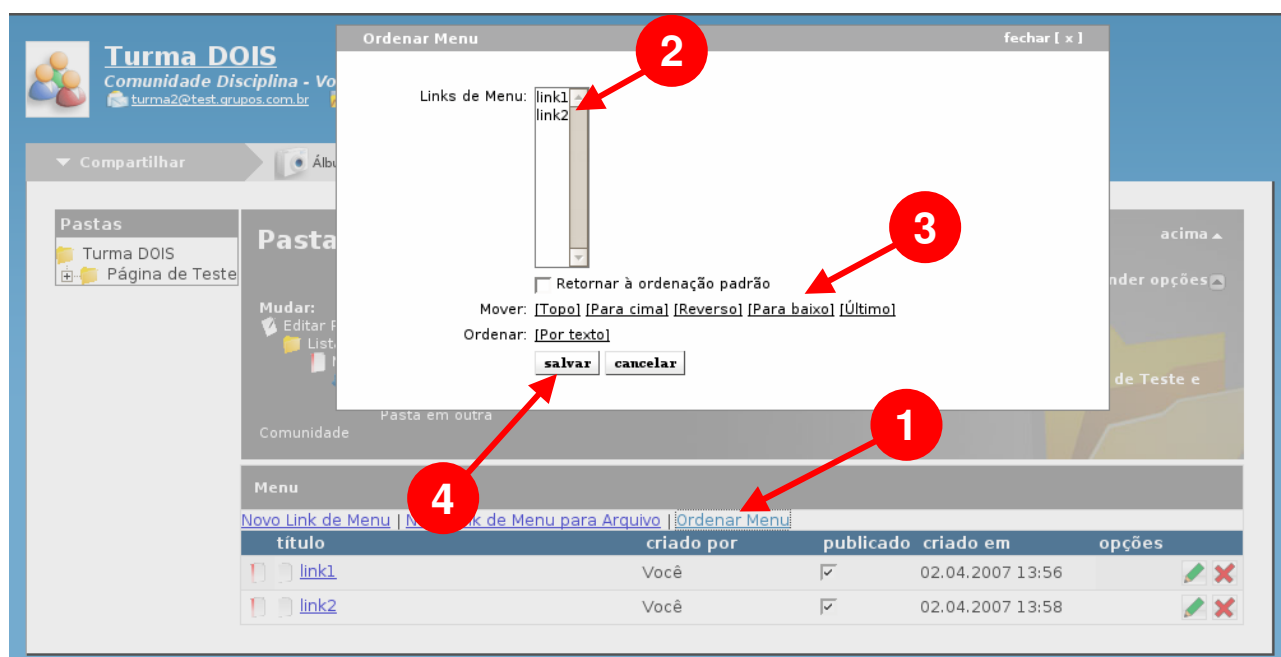 Turma DOIS
Comunidade Disciplina - Vo
turma2@test.grupos.com.br
Compartilhar
Ordenar Menu
fechar [ x ]
2
Links de Menu:
link1
link2
Retornar à ordenação padrão
Mover: [Topo] [Para cima] [Reverso] [Para baixo] [Último]
Ordenar: [Por texto]
salvar cancelar
3
Pastas
Turma DOIS
Página de Teste
Pasta
acima
nder opções
Mudar:
Editar
de Teste e
Pasta em outra
Comunidade
1
4
Menu
Novo Link de Menu | k de Menu para Arquivo | Ordenar Menu
título criado por publicado criado em opções
link1 Você 02.04.2007 13:56
link2 Você 02.04.2007 13:58